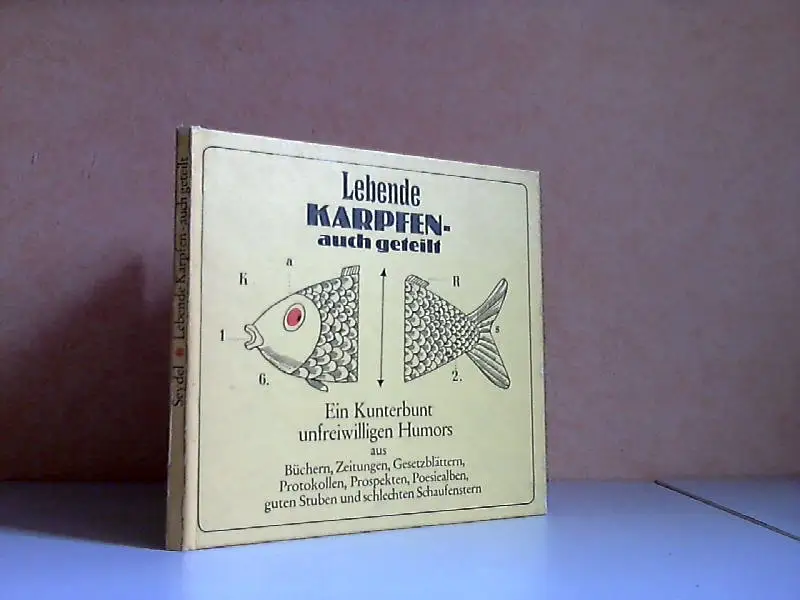 Seydel Lebende Karpfen - auch geteilt
Lebende
KARPFEN-
auch geteilt
a
K
R
1
s
6.
2.
Ein Kunterbunt
unfreiwilligen Humors
aus
Büchern, Zeitungen, Gesetzblättern,
Protokollen, Prospekten, Poesiealben,
guten Stuben und schlechten Schaufenstern